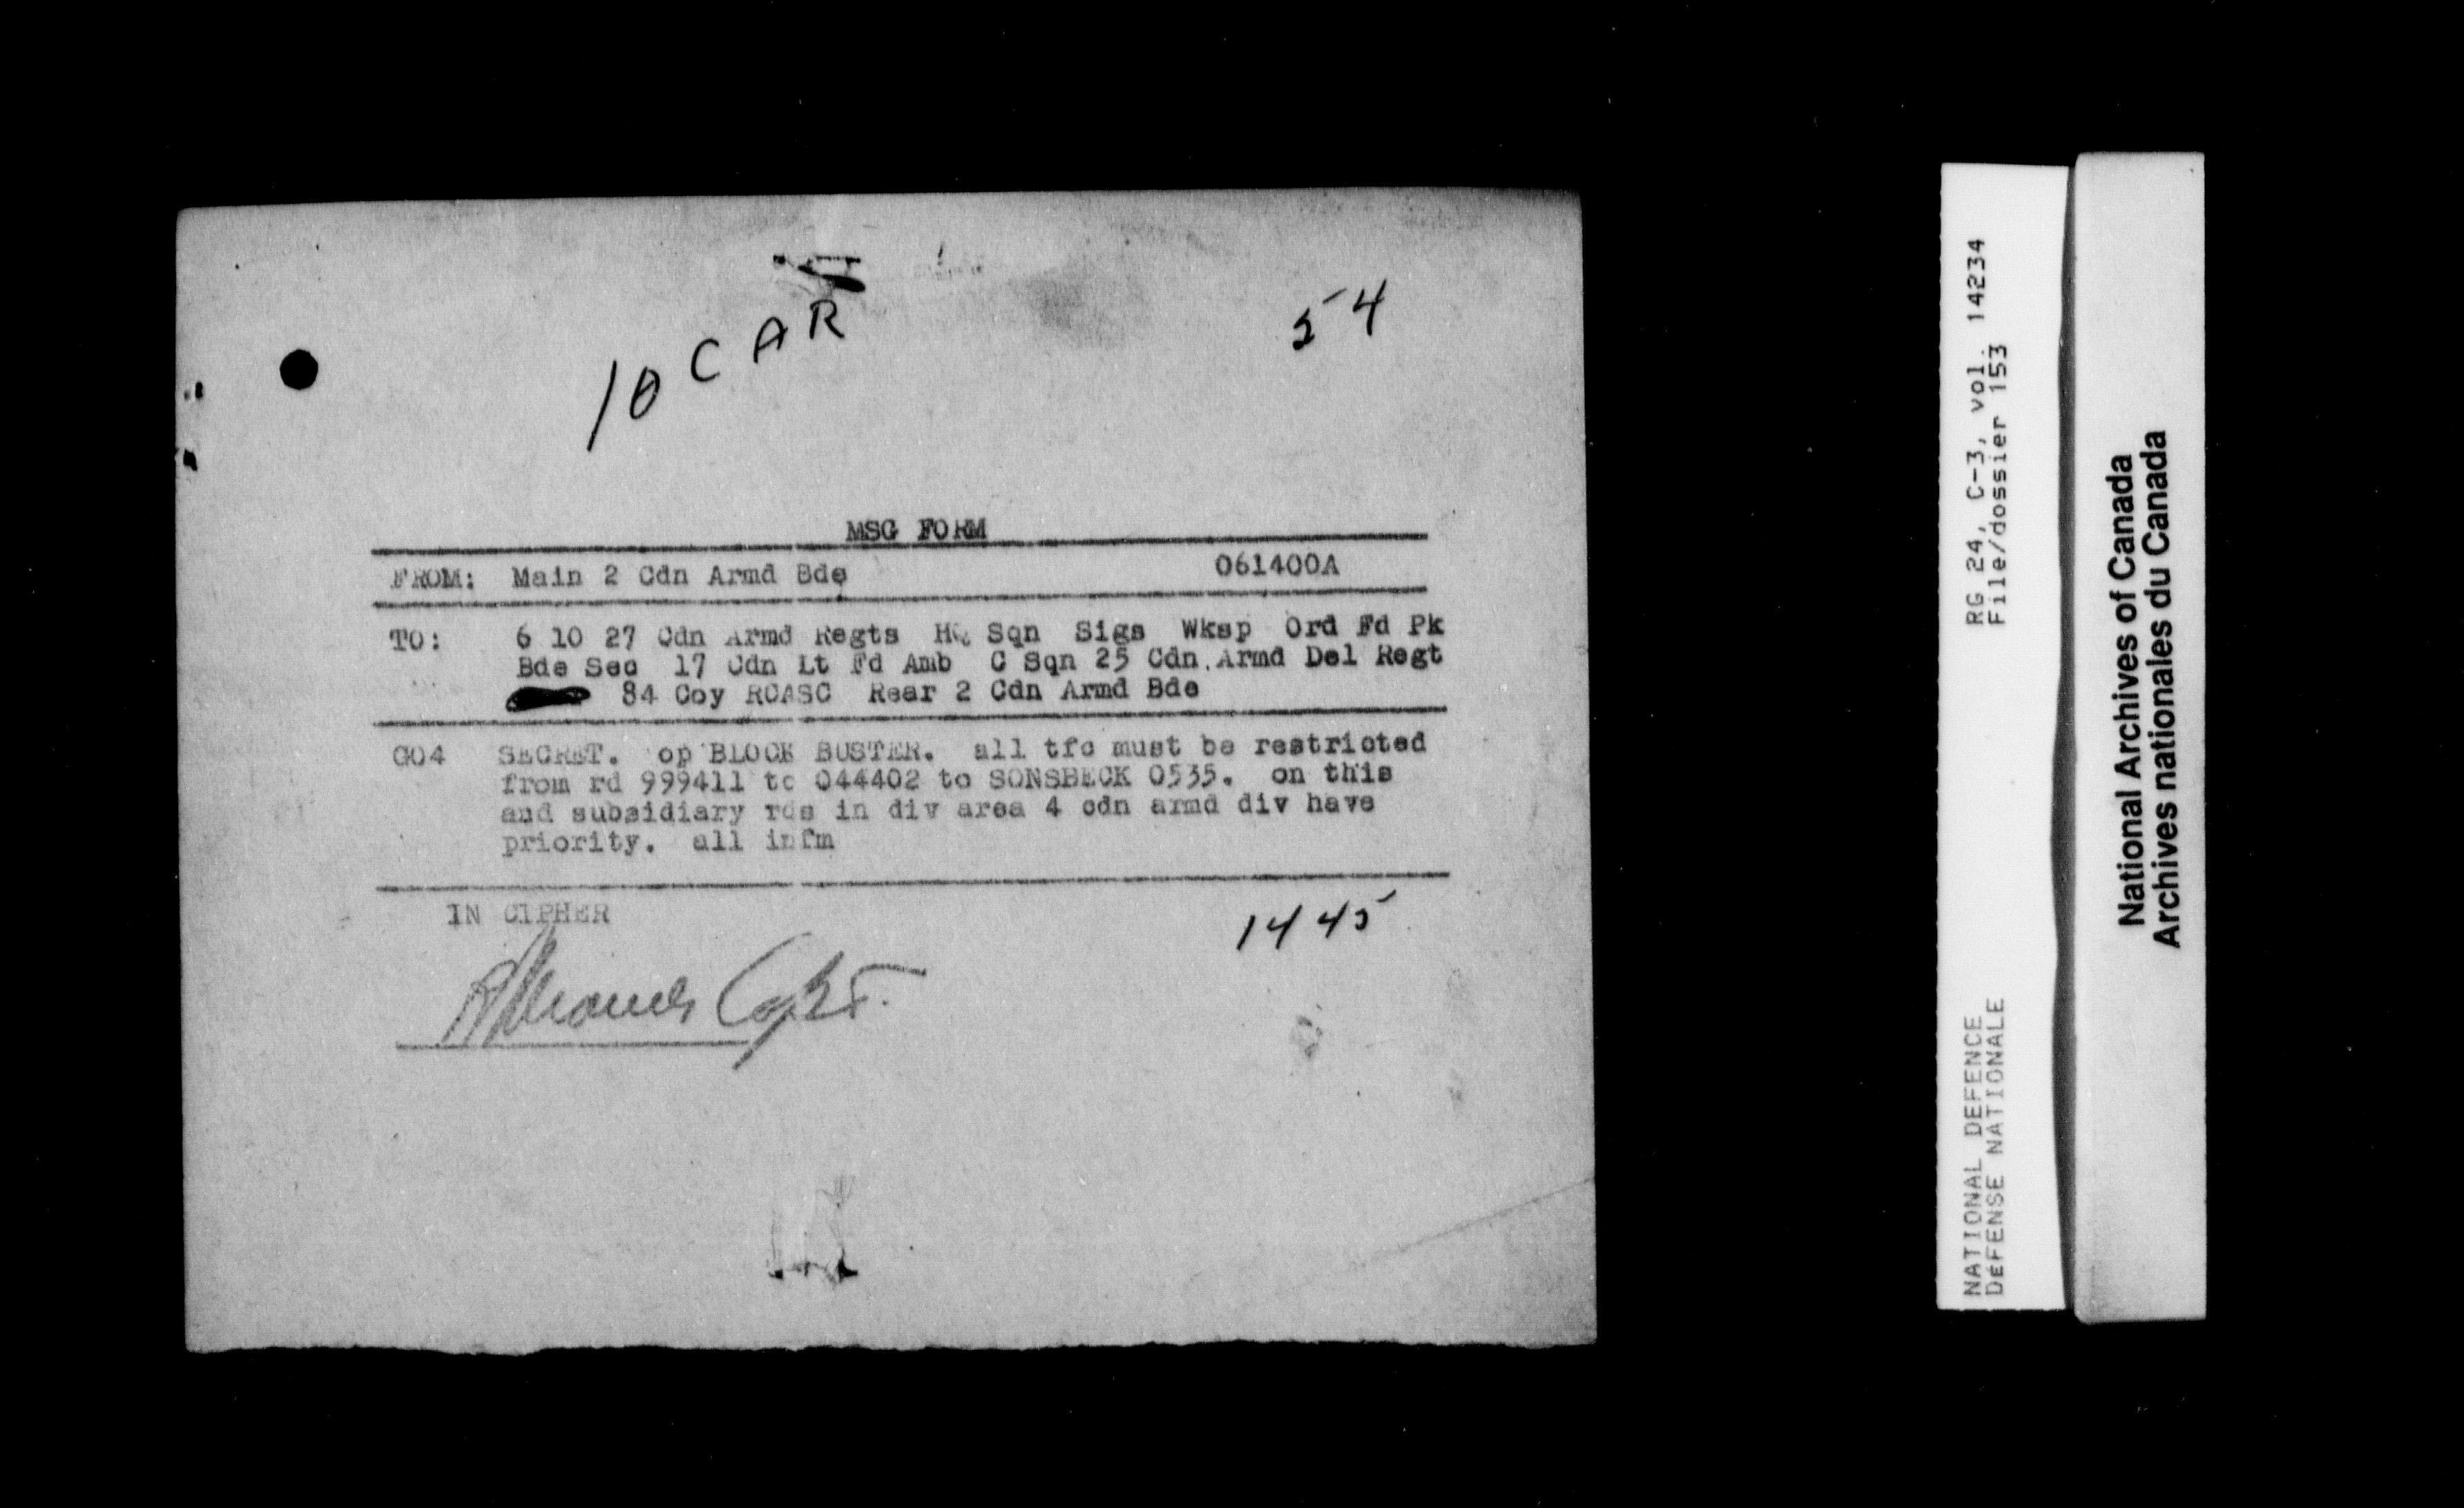 10 C A R
54
MSG FORM
FROM: Main 2 Cdn Armd Bde 061400A
TO: 6 10 27 Cdn Armd Regts HQ Sqn Sigs Wksp Ord Fd Pk
Bde Sec 17 Cdn Lt Fd Amb C Sqn 25 Cdn Armd Del Regt
84 Coy RCASC Rear 2 Cdn Armd Bde
GO4 SECRET. op BLOCK BUSTER. all tfc must be restricted
from rd 999411 to 044402 to SONSBECK 0535. on this
and subsidiary rds in div area 4 cdn armd div have
priority. all infm
IN CIPHER
1445
Capt.
RG 24, C-3, vol. 14234
File/dossier 153
NATIONAL DEFENCE
DÉFENSE NATIONALE
National Archives of Canada
Archives nationales du Canada